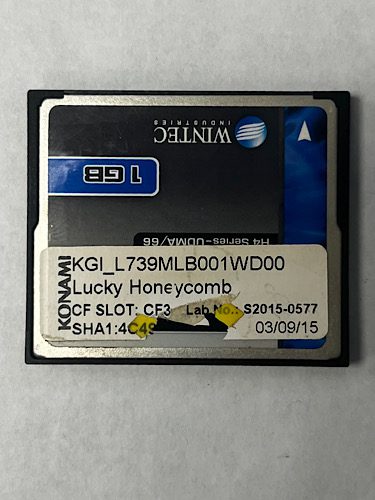 WINTEC
INDUSTRIES
1 GB
H4 Series-UDMA/66
KONAMI
KGI_L739MLB001WD00
Lucky Honeycomb
CF SLOT: CF3 Lab No.: S2015-0577
SHA1:4C4S 03/09/15